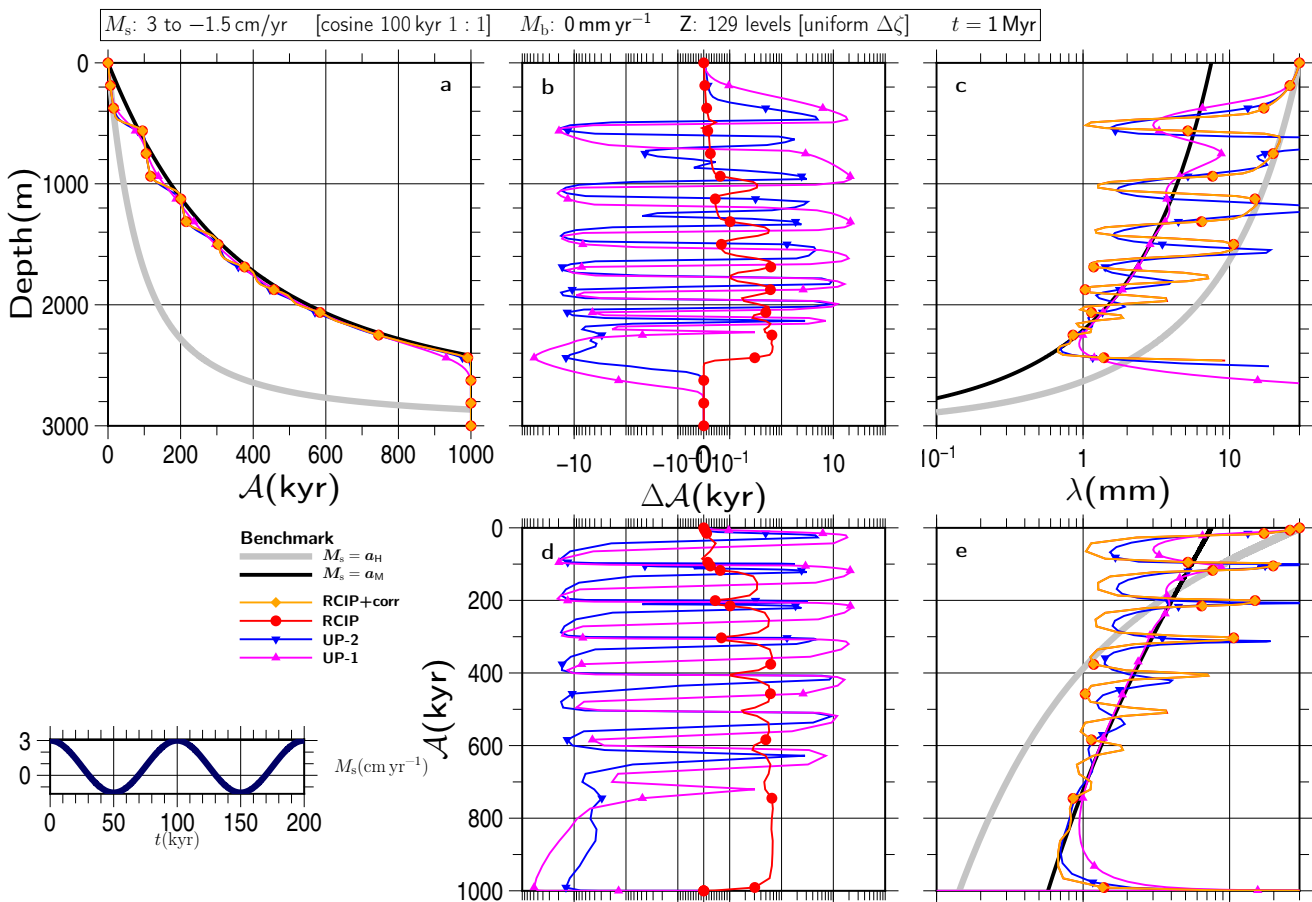 Mₛ: 3 to −1.5 cm/yr [cosine 100 kyr 1 : 1] M_b: 0 mm yr⁻¹ Z: 129 levels [uniform Δζ] t = 1 Myr
a
0
1000
2000
3000
Depth(m)
0 200 400 600 800 1000
𝒜(kyr)
b
−10 −10⁻¹ 0 10⁻¹ 10
Δ𝒜(kyr)
c
10⁻¹ 1 10
λ(mm)
Benchmark
Mₛ = a_H
Mₛ = a_M
RCIP+corr
RCIP
UP-2
UP-1
3
0
0 50 100 150 200
t(kyr)
Mₛ(cm yr⁻¹)
d
0
200
400
600
800
1000
𝒜(kyr)
e